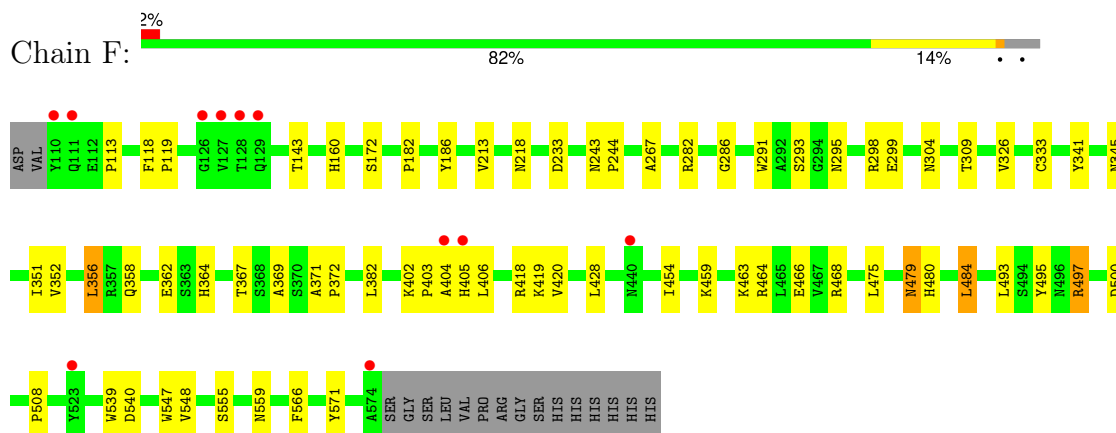 2%
Chain F:
82% 14% • •
ASP VAL Y110 Q111 E112 P113 F118 P119 G126 V127 T128 Q129 T143 H160 S172 P182 Y186 V213 N218 D233 N243 P244 A267 R282 G286 W291 A292 S293 G294 N295 R298 E299 N304 T309 V326 C333 Y341 N345
I351 V352 L356 R357 Q358 E362 S363 H364 T367 S368 A369 S370 A371 P372 L382 K402 P403 A404 H405 L406 R418 K419 V420 L428 N440 I454 K459 K463 R464 L465 E466 V467 R468 L475 N479 H480 L484 L493 S494 Y495 N496 R497
P508 Y523 W539 D540 W547 V548 S555 N559 F566 Y571 A574 SER GLY SER LEU VAL PRO ARG GLY SER HIS HIS HIS HIS HIS HIS